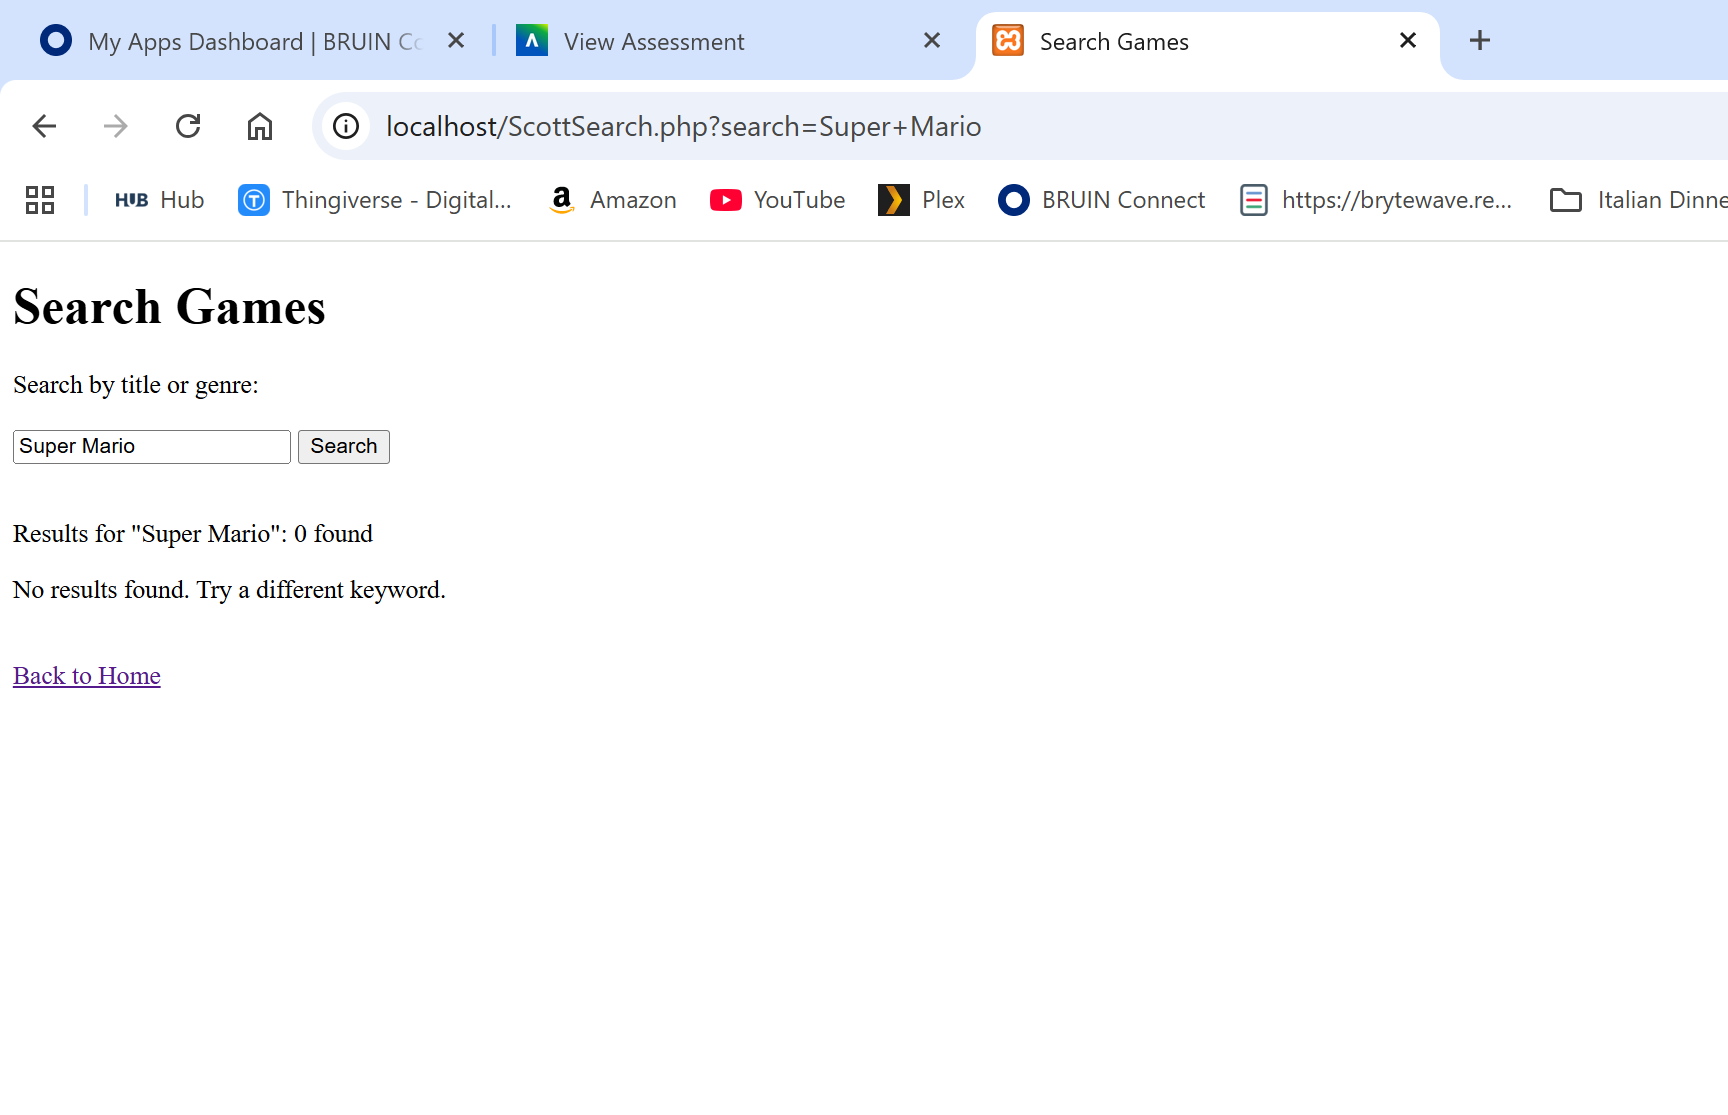 My Apps Dashboard | BRUIN Co
View Assessment
Search Games
localhost/ScottSearch.php?search=Super+Mario
HUB Hub
Thingiverse - Digital...
a Amazon
YouTube
Plex
BRUIN Connect
https://brytewave.re...
Italian Dinne
Search Games
Search by title or genre:
Super Mario Search
Results for "Super Mario": 0 found
No results found. Try a different keyword.
Back to Home